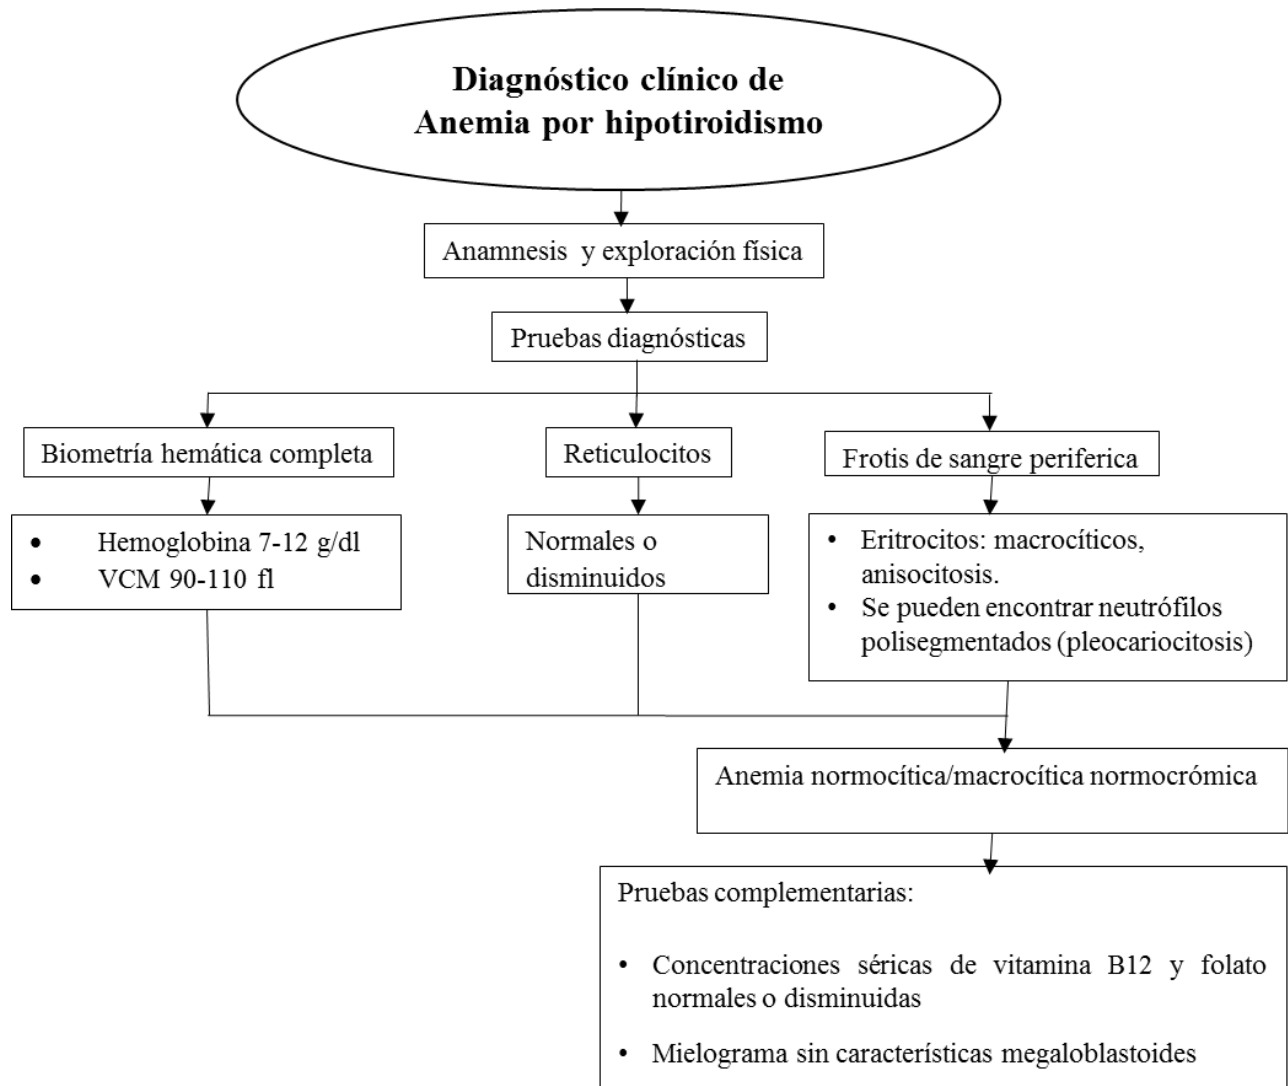 Diagnóstico clínico de
Anemia por hipotiroidismo
Anamnesis y exploración física
Pruebas diagnósticas
Biometría hemática completa
Reticulocitos
Frotis de sangre periferica
• Hemoglobina 7-12 g/dl
• VCM 90-110 fl
Normales o
disminuidos
• Eritrocitos: macrocíticos,
anisocitosis.
• Se pueden encontrar neutrófilos
polisegmentados (pleocariocitosis)
Anemia normocítica/macrocítica normocrómica
Pruebas complementarias:
• Concentraciones séricas de vitamina B12 y folato
normales o disminuidas
• Mielograma sin características megaloblastoides